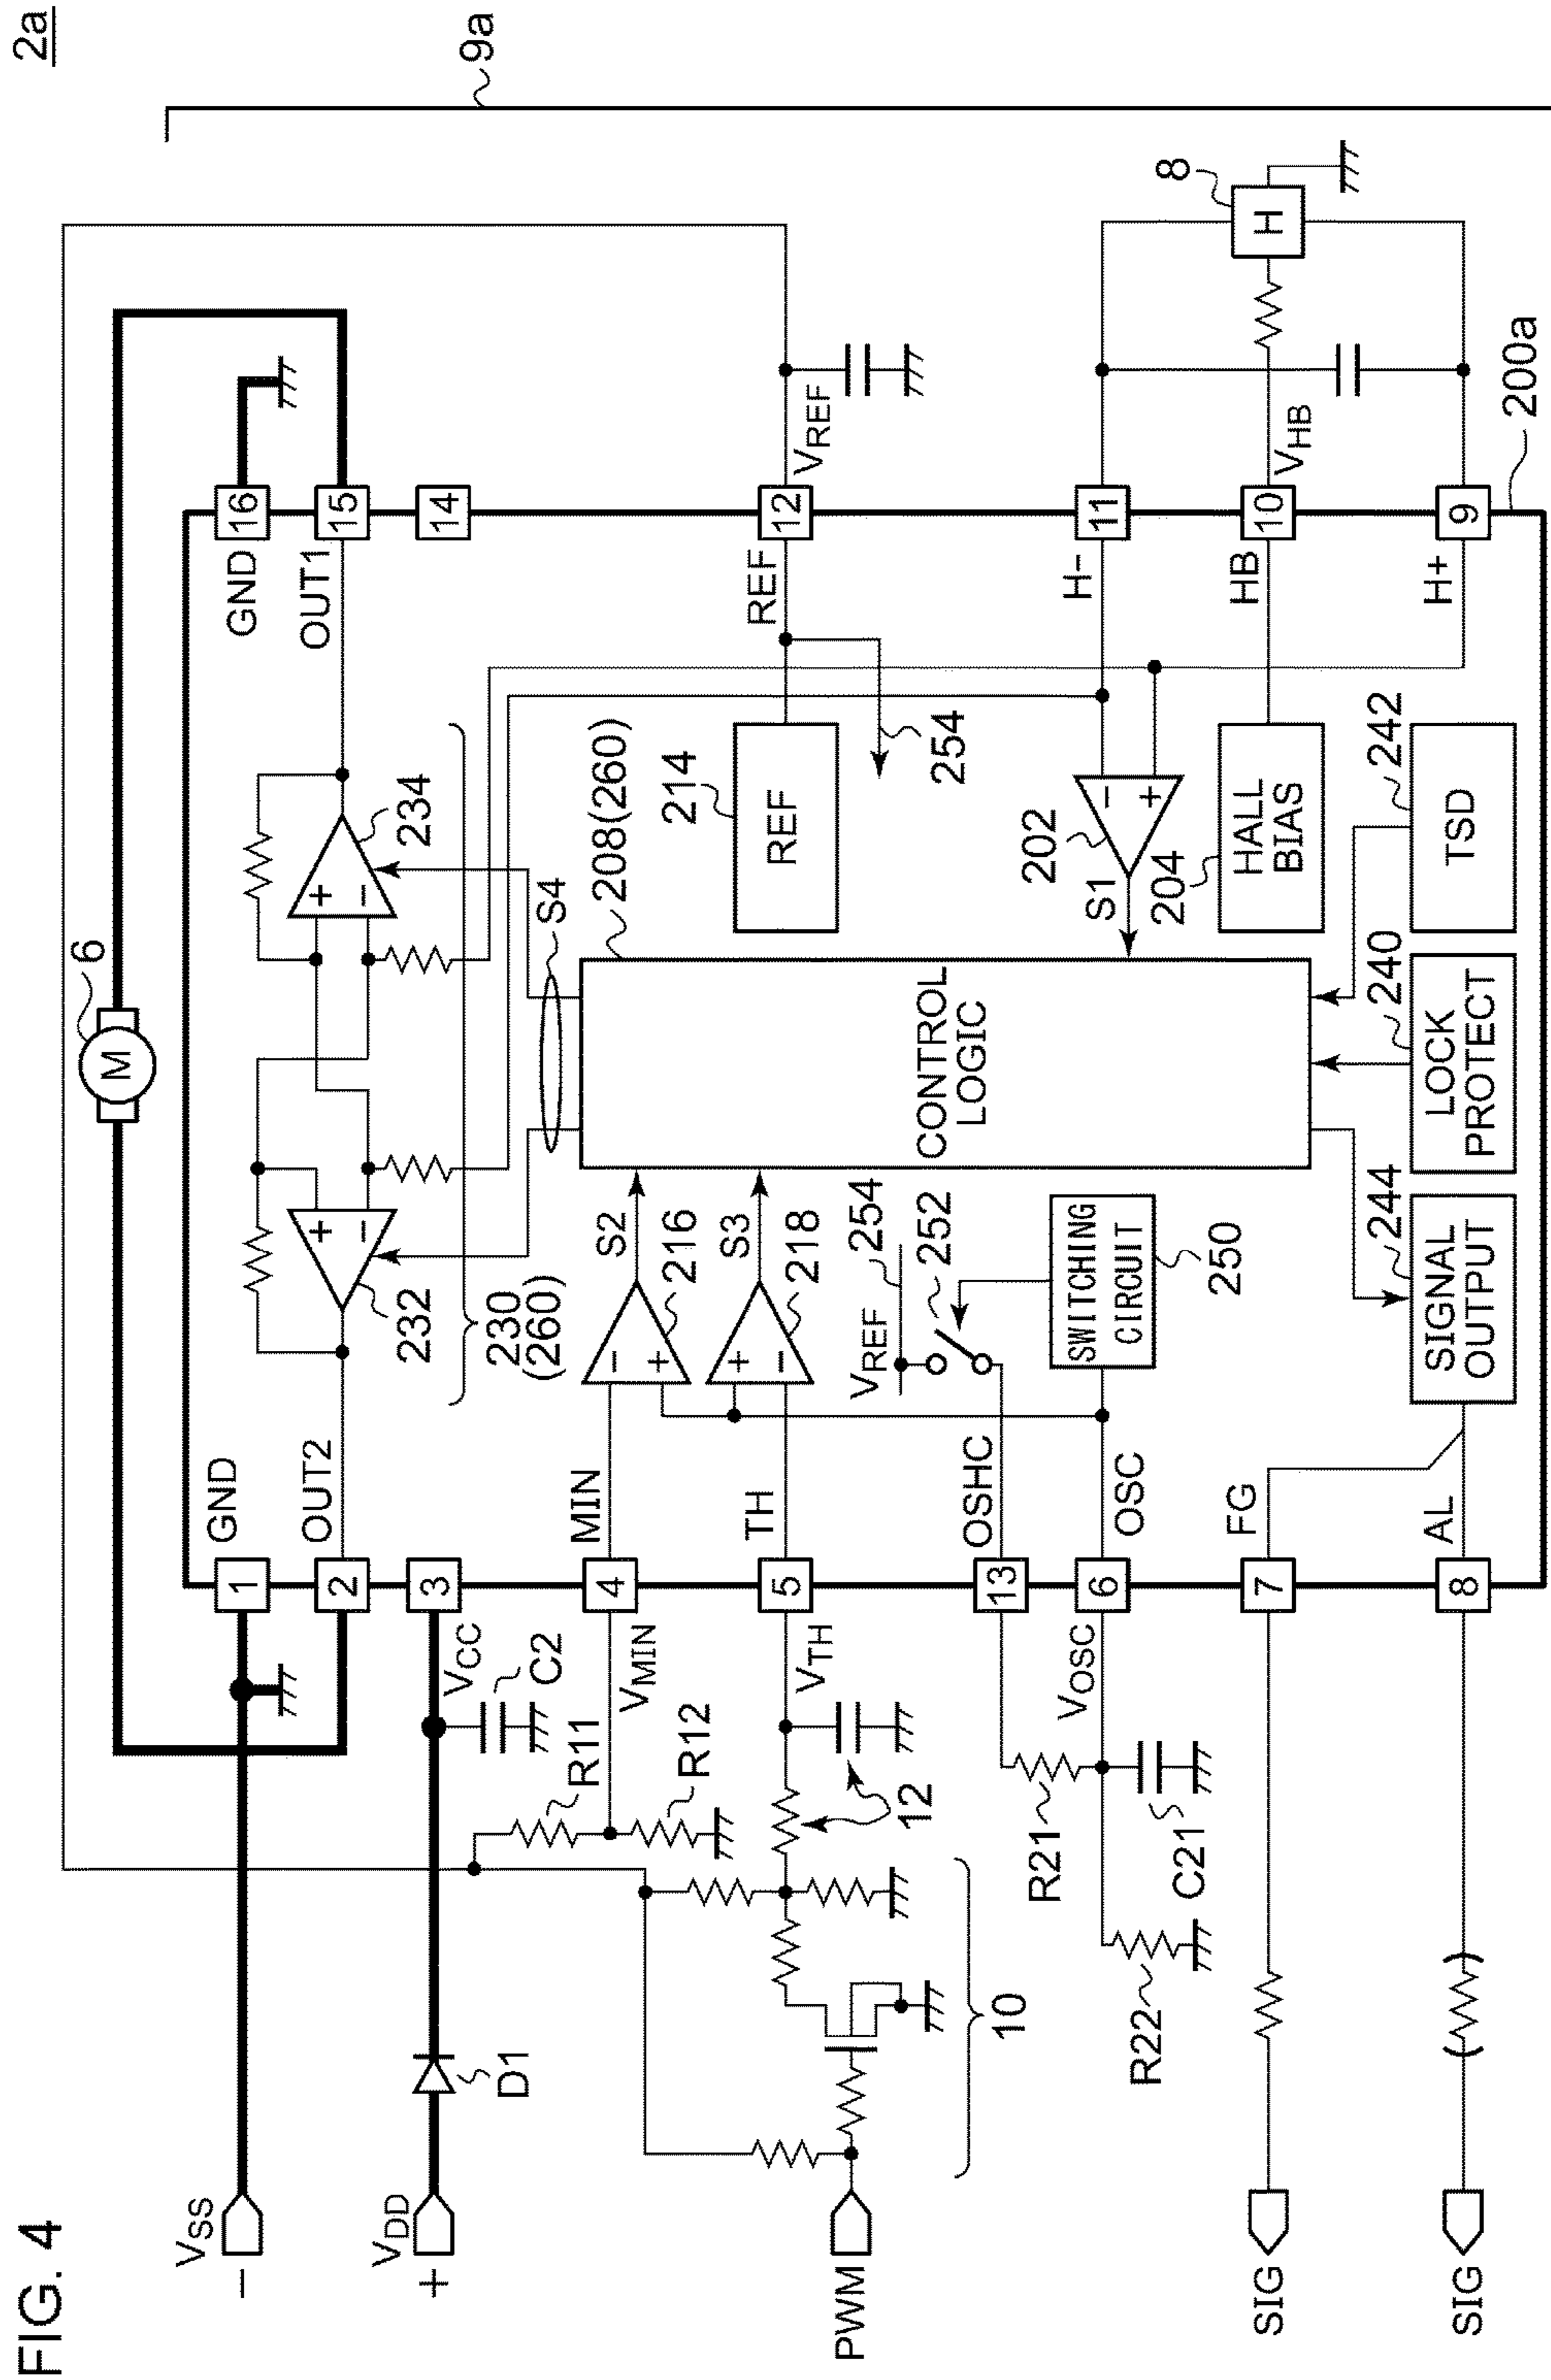 FIG. 4
2a
9a
6
M
VSS
−
1
GND
GND
16
2
OUT2
OUT1
15
14
VDD
+
D1
3
VCC
C2
232
234
+
−
+
−
230
(260)
S4
208(260)
R11
R12
4
VMIN
MIN
−
+
216
S2
214
REF
REF
12
VREF
PWM
10
12
5
VTH
TH
+
−
218
S3
254
VREF
254
252
R21
13
OSHC
R22
C21
6
VOSC
OSC
SWITCHING
CIRCUIT
250
CONTROL
LOGIC
S1
202
−
+
H−
11
8
H
204
HALL
BIAS
HB
10
VHB
SIG
7
FG
H+
9
SIG
8
AL
SIGNAL
OUTPUT
244
LOCK
PROTECT
240
TSD
242
200a